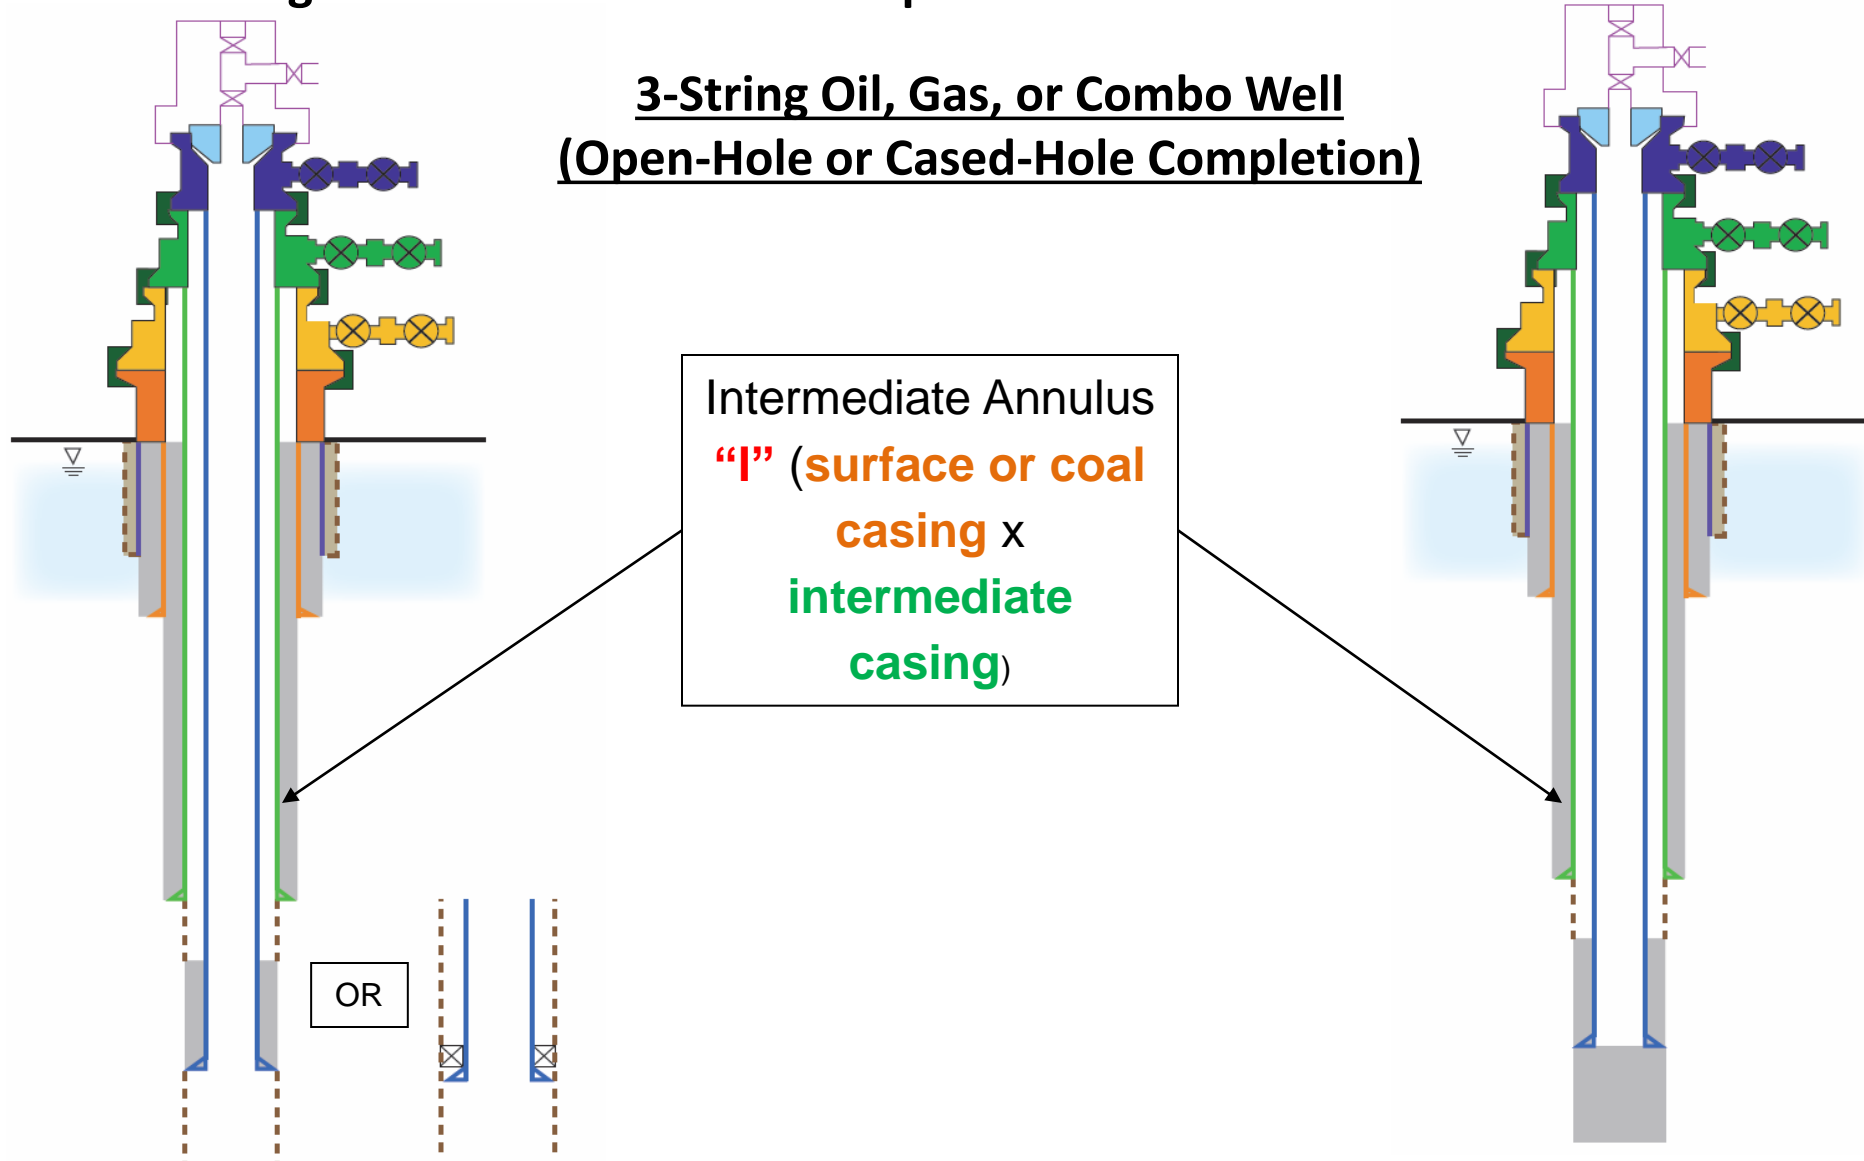 3-String Oil, Gas, or Combo Well
(Open-Hole or Cased-Hole Completion)
Intermediate Annulus
“I” (surface or coal
casing x
intermediate
casing)
OR